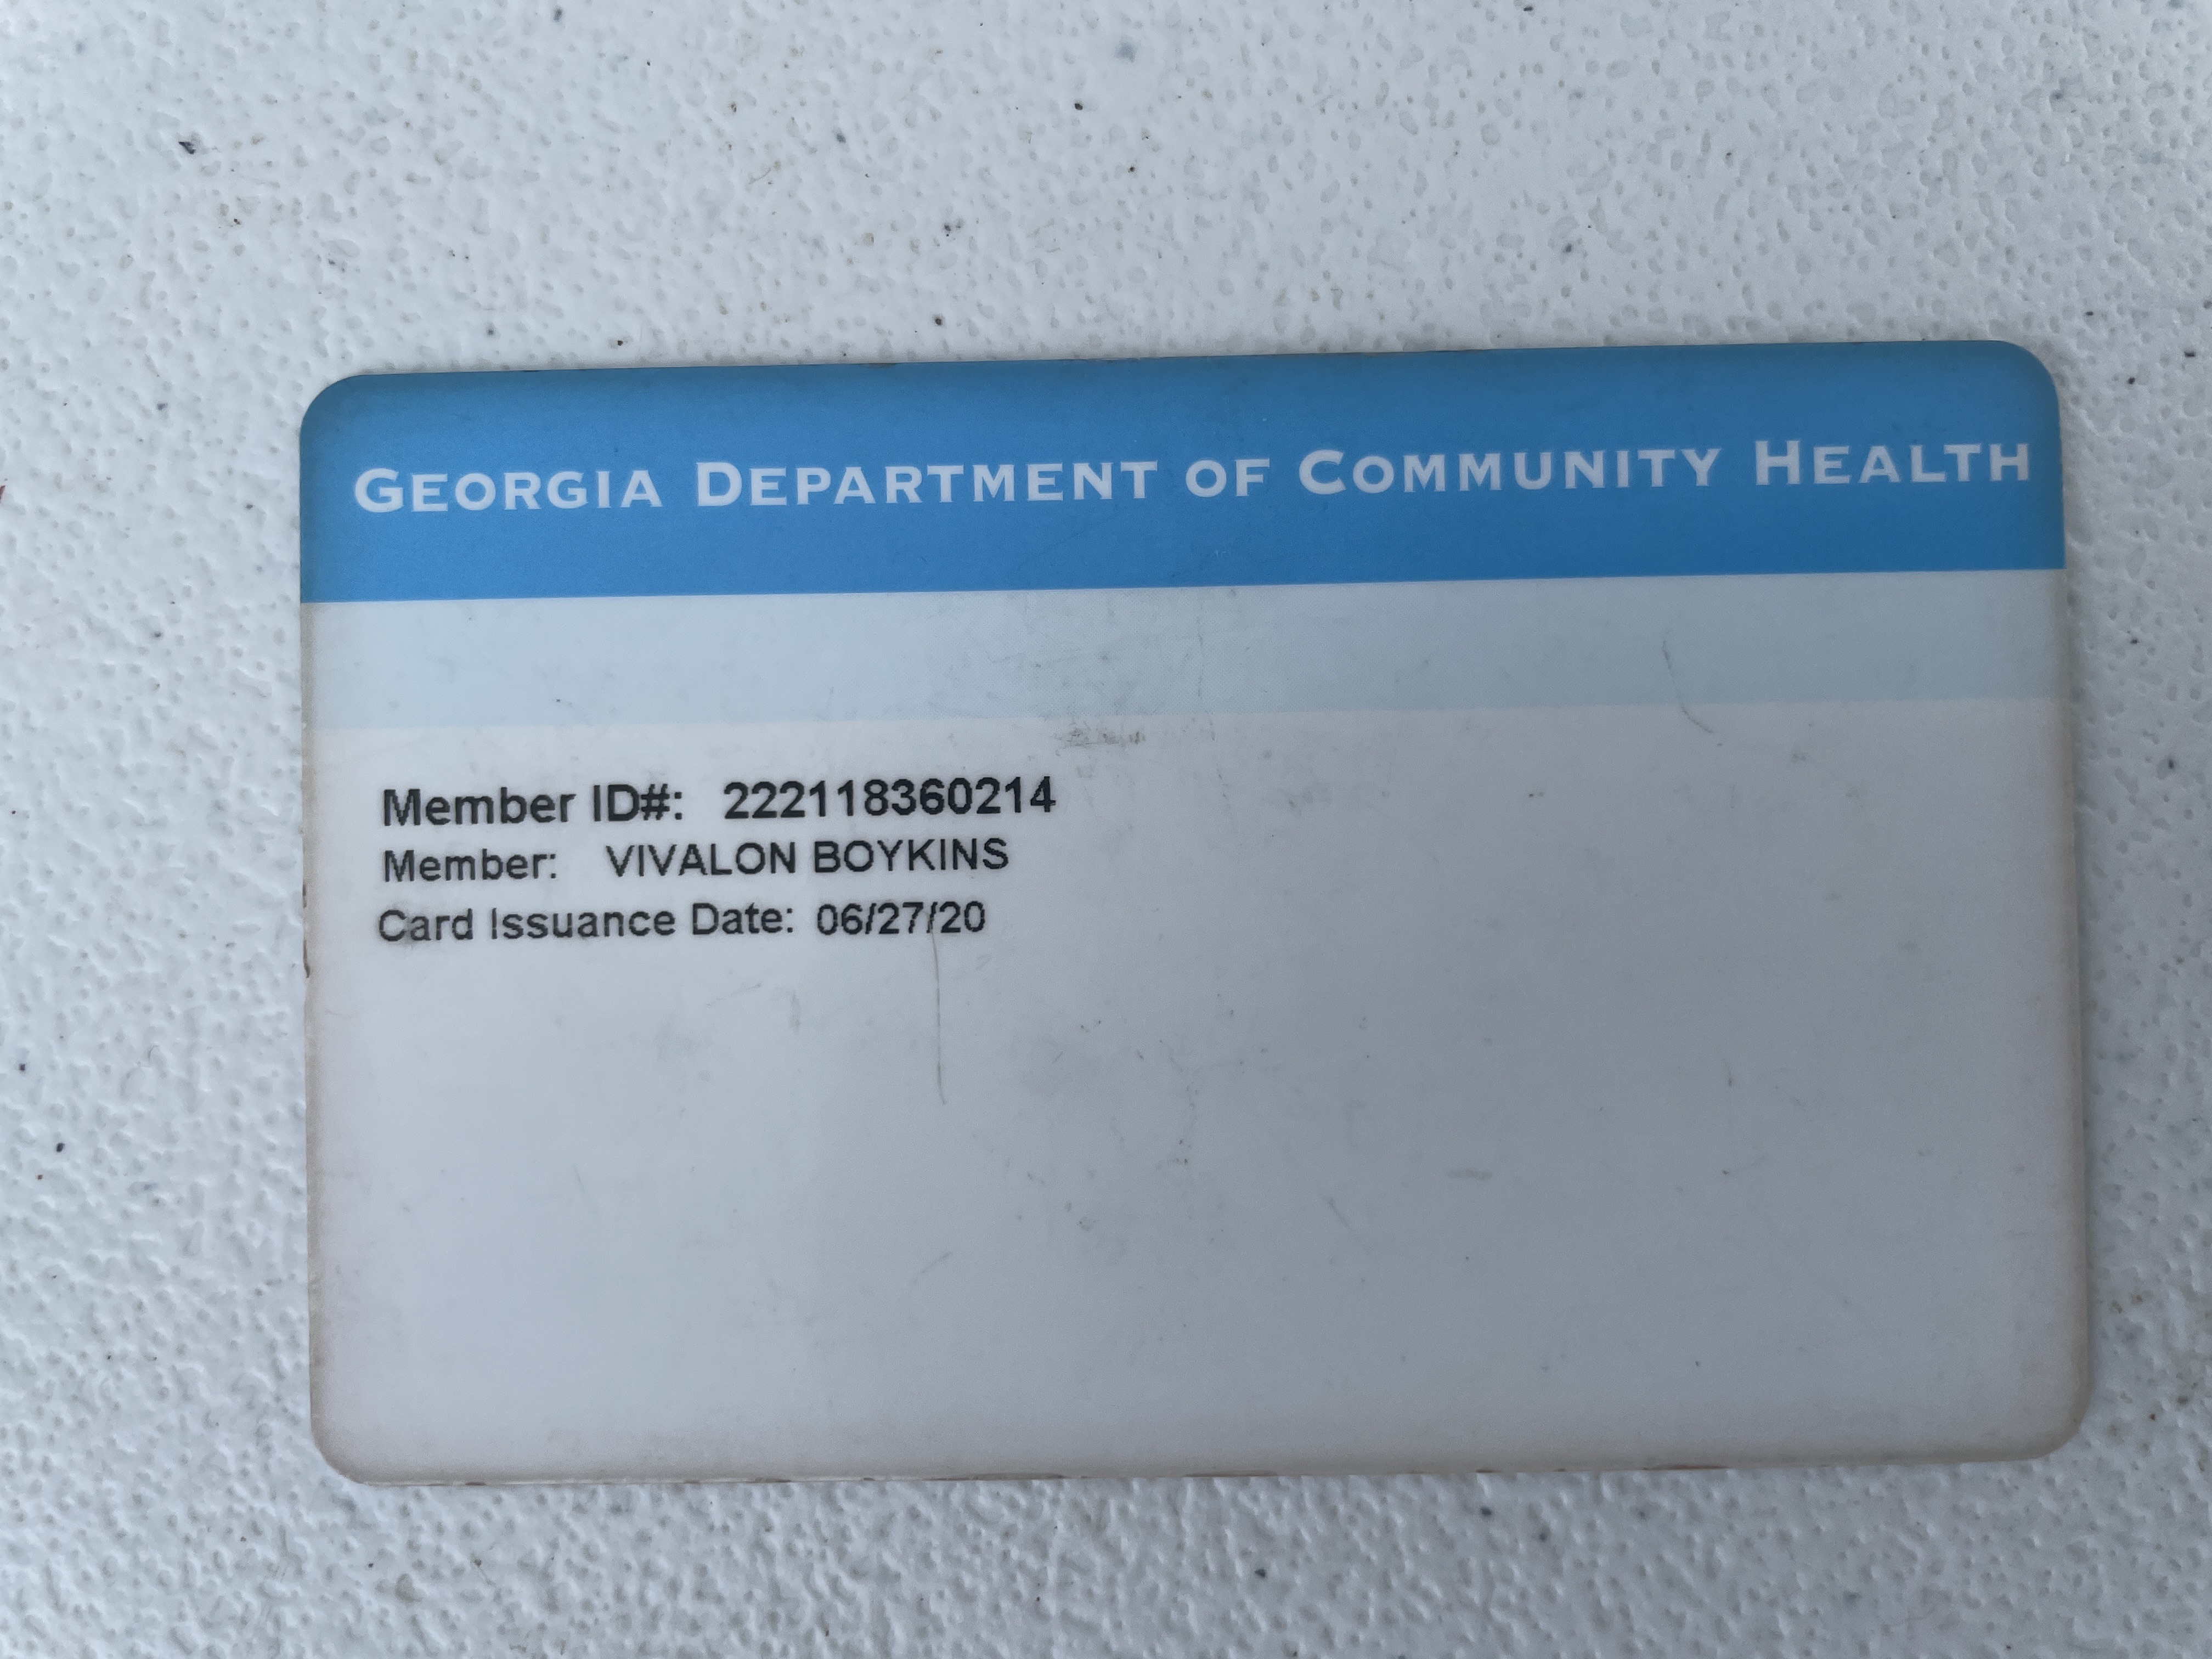 GEORGIA DEPARTMENT OF COMMUNITY HEALTH
Member ID#: 222118360214
Member: VIVALON BOYKINS
Card Issuance Date: 06/27/20